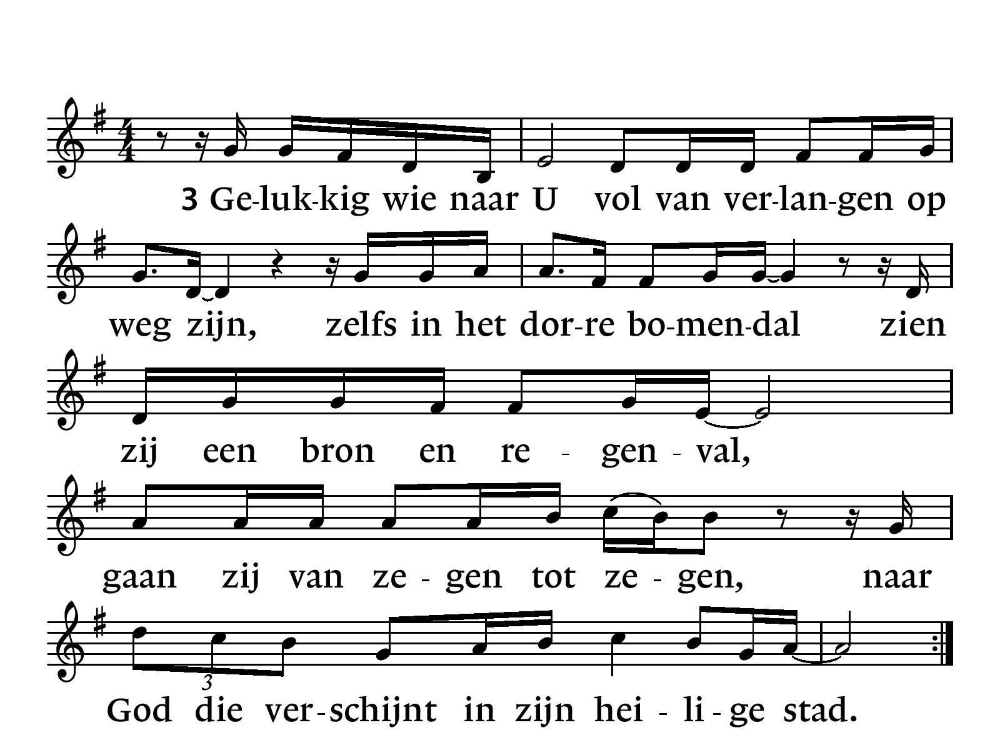 4
4
3 Ge-luk-kig wie naar U vol van ver-lan-gen op
weg zijn, zelfs in het dor-re bo-men-dal zien
zij een bron en re - gen - val,
gaan zij van ze - gen tot ze - gen, naar
3
God die ver-schijnt in zijn hei - li - ge stad.